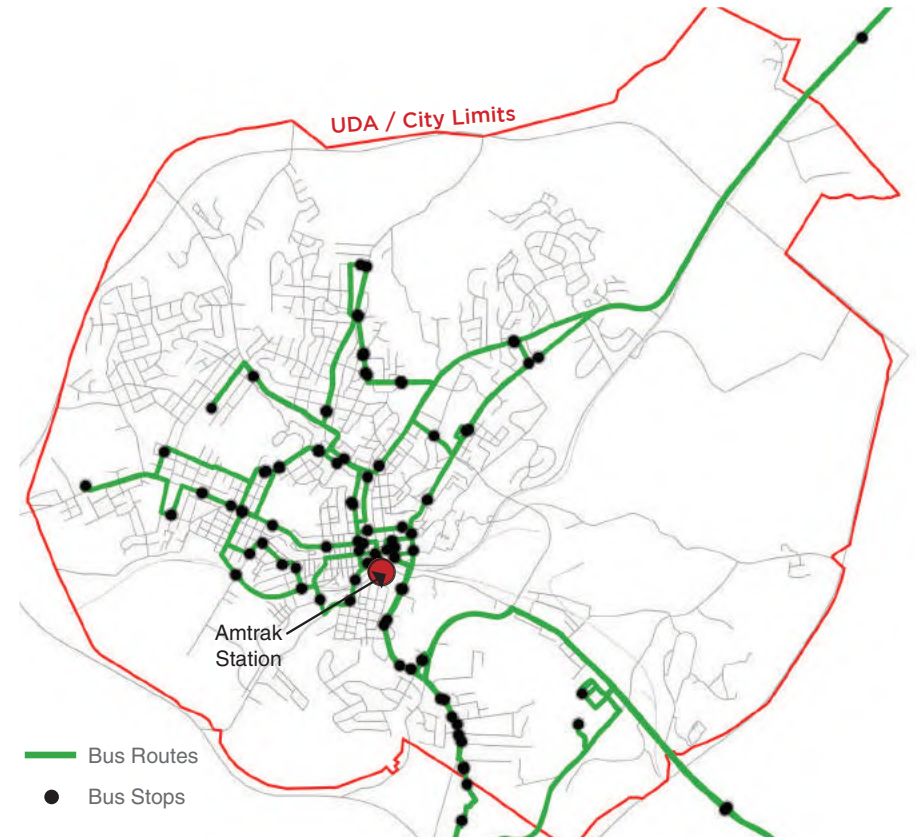 UDA / City Limits
Amtrak
Station
Bus Routes
Bus Stops